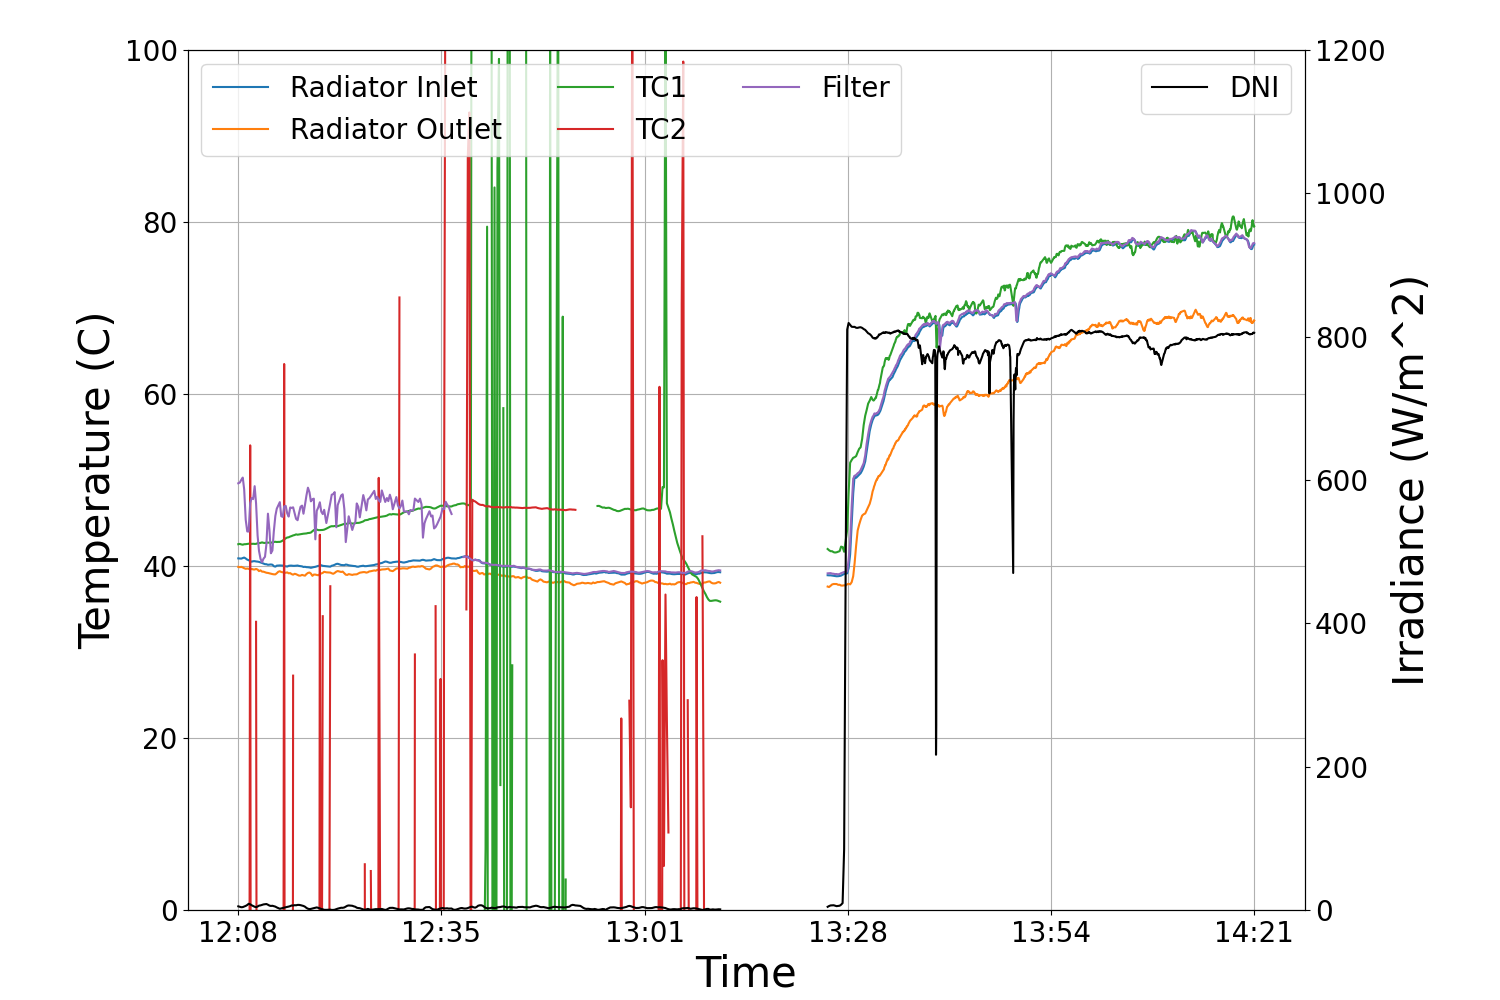 100
80
60
40
20
0
Temperature (C)
Radiator Inlet
Radiator Outlet
TC1
TC2
Filter
DNI
1200
1000
800
600
400
200
0
Irradiance (W/m^2)
12:08 12:35 13:01 13:28 13:54 14:21
Time